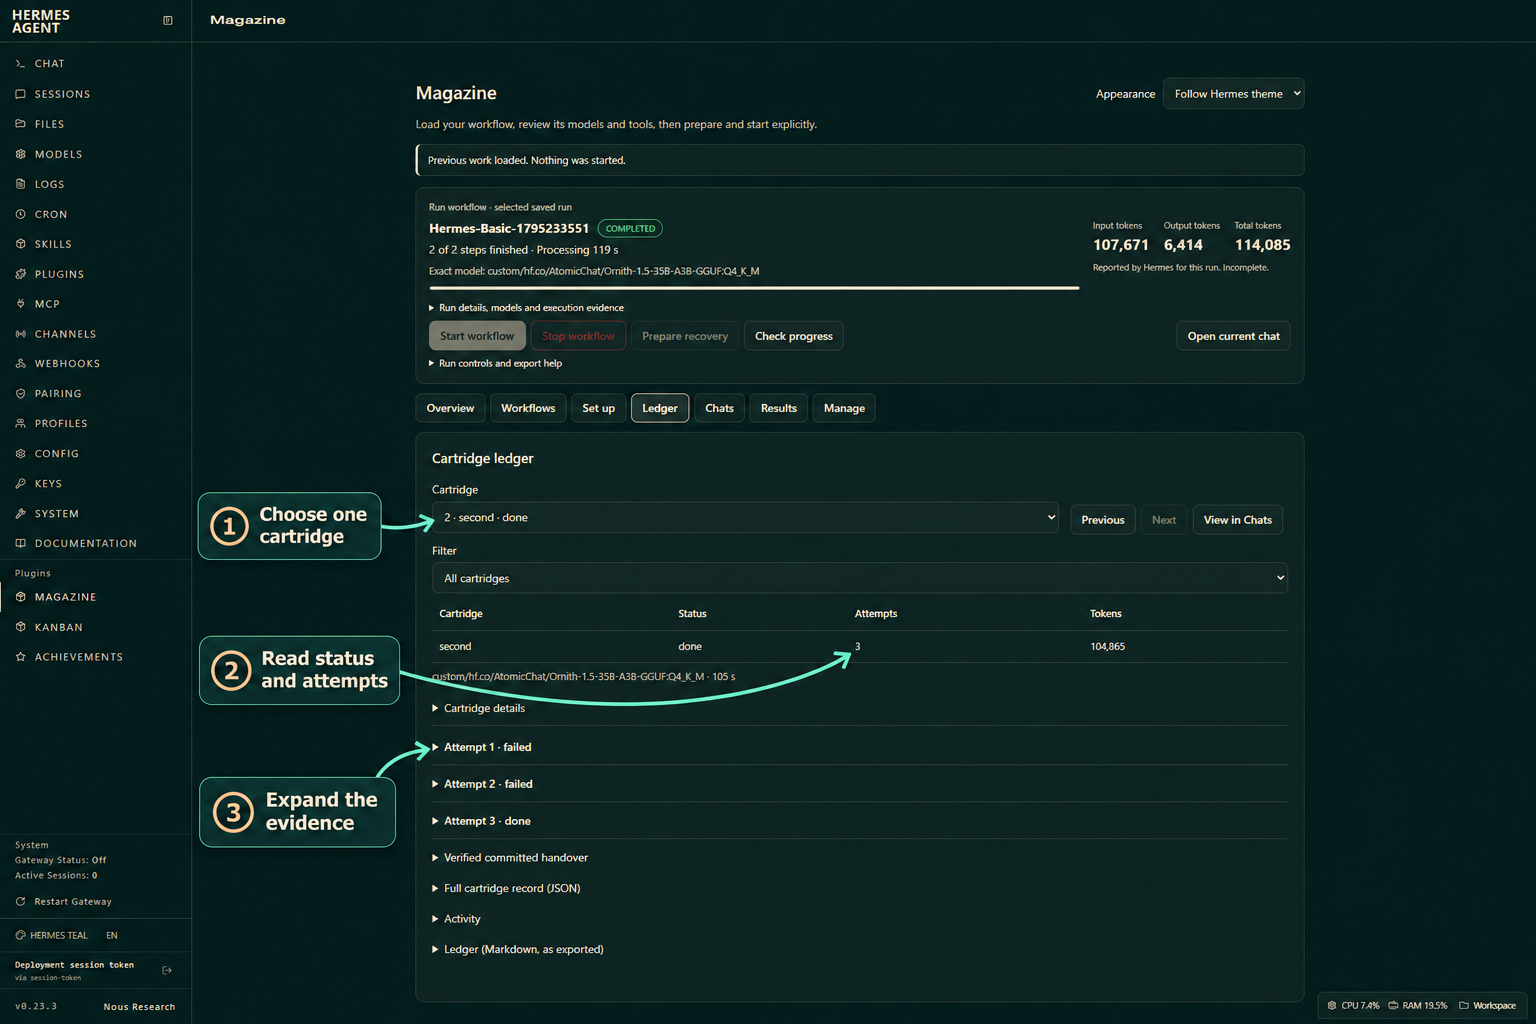 HERMES
AGENT
Magazine
CHAT
SESSIONS
FILES
MODELS
LOGS
CRON
SKILLS
PLUGINS
MCP
CHANNELS
WEBHOOKS
PAIRING
PROFILES
CONFIG
KEYS
SYSTEM
DOCUMENTATION
Plugins
MAGAZINE
KANBAN
ACHIEVEMENTS
System
Gateway Status: Off
Active Sessions: 0
Restart Gateway
HERMES TEAL EN
Deployment session token
via session-token
v0.23.3 Nous Research
Magazine
Appearance Follow Hermes theme
Load your workflow, review its models and tools, then prepare and start explicitly.
Previous work loaded. Nothing was started.
Run workflow · selected saved run
Hermes-Basic-1795233551 COMPLETED
2 of 2 steps finished · Processing 119 s
Exact model: custom/hf.co/AtomicChat/Ornith-1.5-35B-A3B-GGUF:Q4_K_M
Input tokens Output tokens Total tokens
107,671 6,414 114,085
Reported by Hermes for this run. Incomplete.
Run details, models and execution evidence
Start workflow Stop workflow Prepare recovery Check progress Open current chat
Run controls and export help
Overview Workflows Set up Ledger Chats Results Manage
Cartridge ledger
Cartridge
2 · second · done Previous Next View in Chats
Filter
All cartridges
Cartridge Status Attempts Tokens
second done 3 104,865
custom/hf.co/AtomicChat/Ornith-1.5-35B-A3B-GGUF:Q4_K_M · 105 s
Cartridge details
Attempt 1 · failed
Attempt 2 · failed
Attempt 3 · done
Verified committed handover
Full cartridge record (JSON)
Activity
Ledger (Markdown, as exported)
1 Choose one
cartridge
2 Read status
and attempts
3 Expand the
evidence
CPU 7.4% RAM 19.5% Workspace